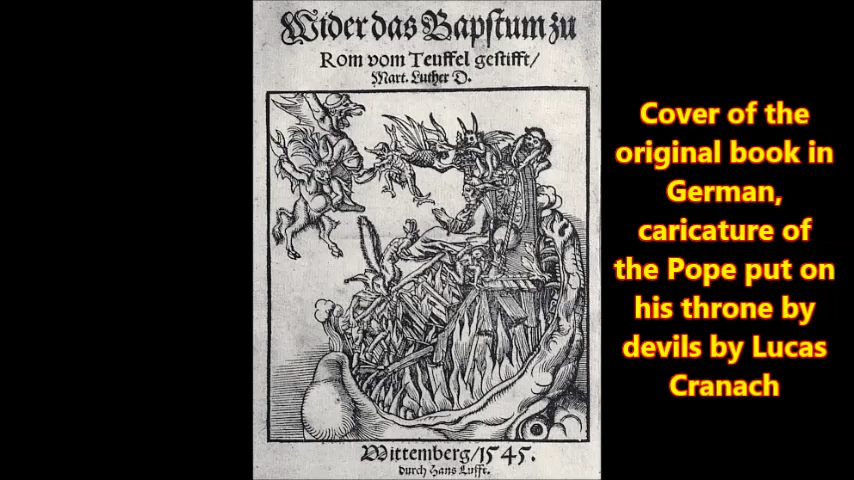 Wider das Bapstum zu
Rom vom Teuffel gestifft/
Mart. Luther D.
Wittemberg/1545.
durch Hans Lufft.
Cover of the
original book in
German,
caricature of
the Pope put on
his throne by
devils by Lucas
Cranach